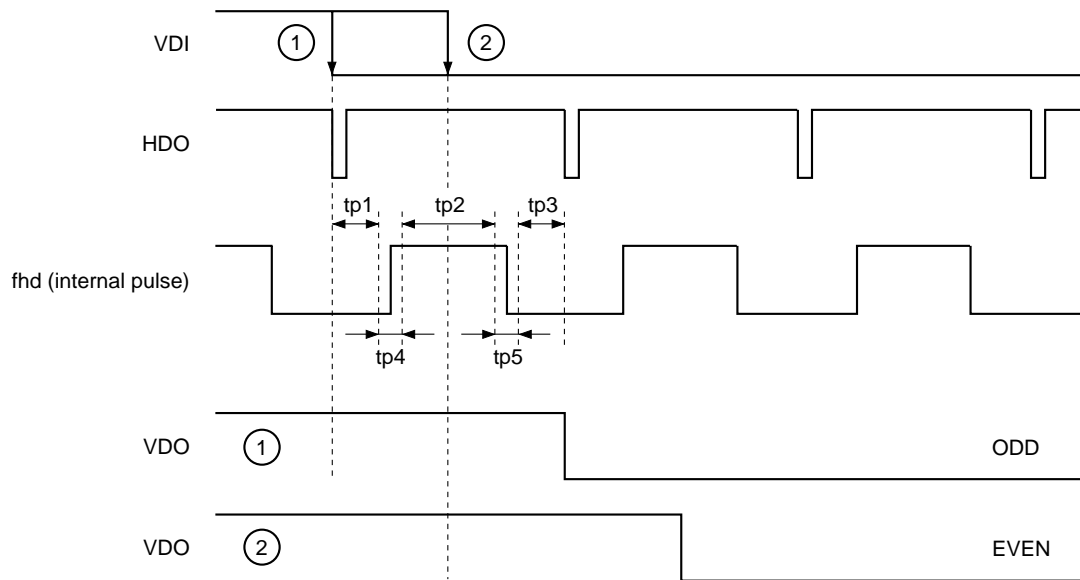 VDI
1
2
HDO
tp1
tp2
tp3
fhd (internal pulse)
tp4
tp5
VDO
1
ODD
VDO
2
EVEN